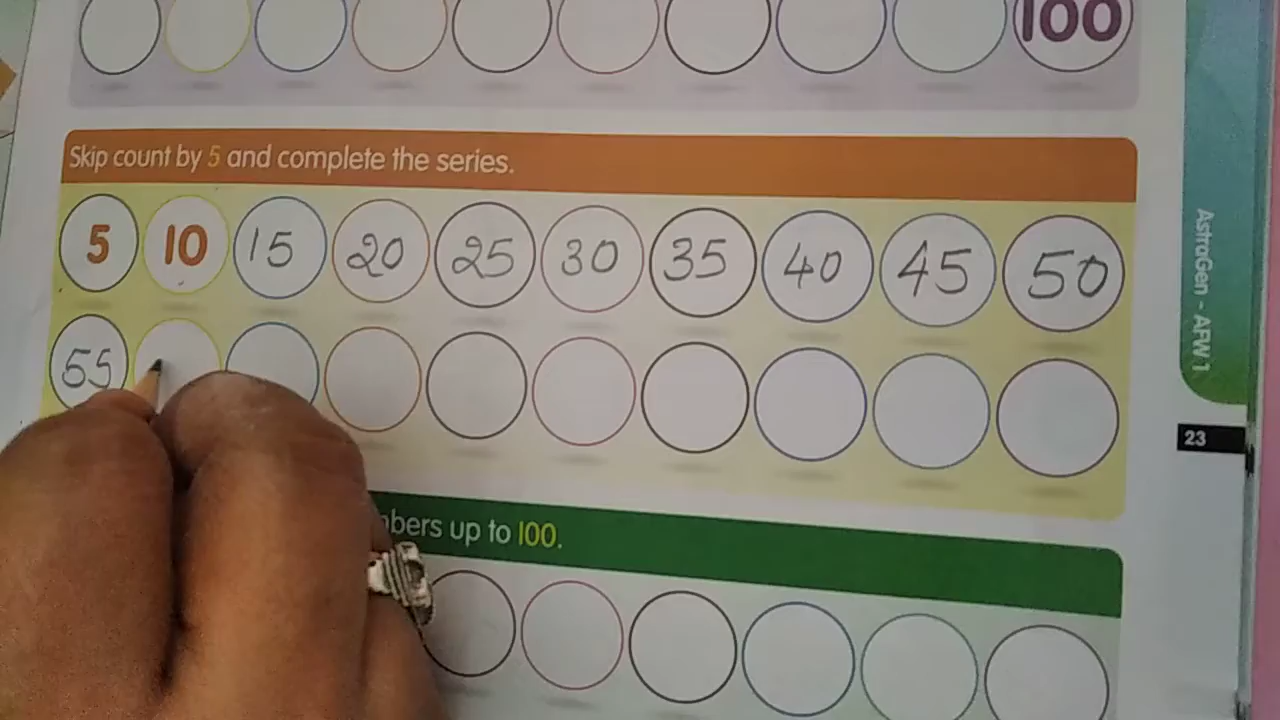 100
Skip count by 5 and complete the series.
5 10 15 20 25 30 35 40 45 50
55
up to 100.
AstroGen - AFW 1
23